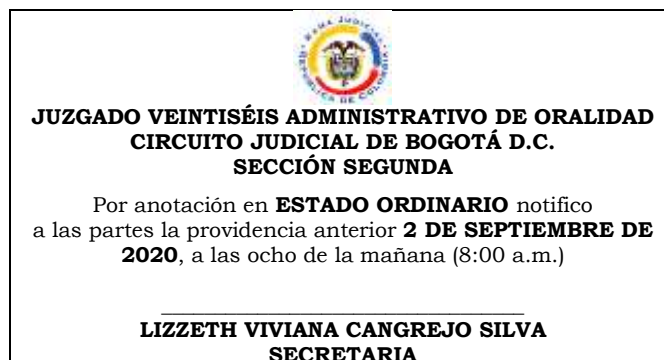 JUZGADO VEINTISÉIS ADMINISTRATIVO DE ORALIDAD
CIRCUITO JUDICIAL DE BOGOTÁ D.C.
SECCIÓN SEGUNDA
Por anotación en ESTADO ORDINARIO notifico
a las partes la providencia anterior 2 DE SEPTIEMBRE DE
2020, a las ocho de la mañana (8:00 a.m.)
LIZZETH VIVIANA CANGREJO SILVA
SECRETARIA